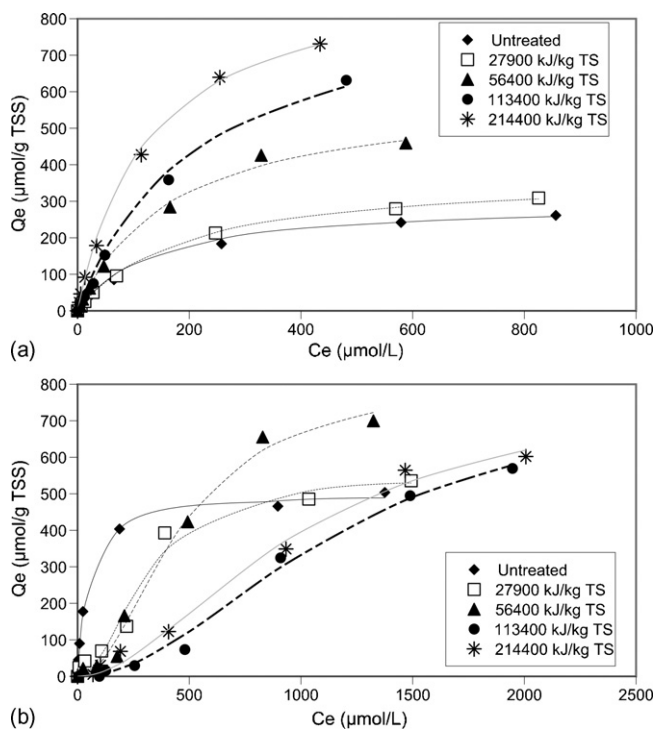 800
700
600
500
400
300
200
100
0
Qe (µmol/g TSS)
Untreated
27900 kJ/kg TS
56400 kJ/kg TS
113400 kJ/kg TS
214400 kJ/kg TS
0 200 400 600 800 1000
(a) Ce (µmol/L)
800
700
600
500
400
300
200
100
0
Qe (µmol/g TSS)
Untreated
27900 kJ/kg TS
56400 kJ/kg TS
113400 kJ/kg TS
214400 kJ/kg TS
0 500 1000 1500 2000 2500
(b) Ce (µmol/L)